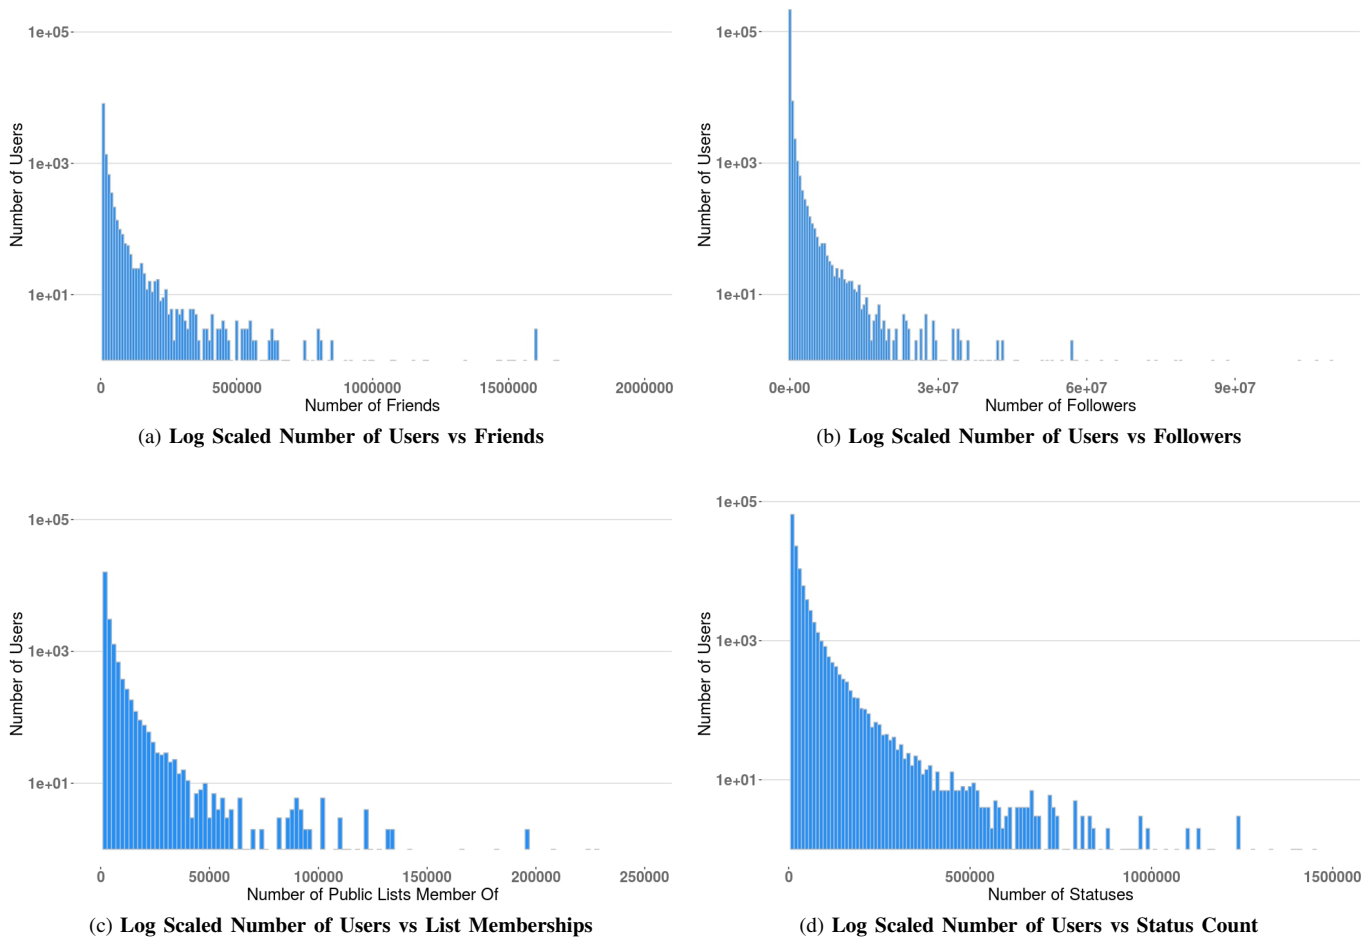 1e+05
1e+03
1e+01
Number of Users
0 500000 1000000 1500000 2000000
Number of Friends
(a) Log Scaled Number of Users vs Friends
1e+05
1e+03
1e+01
Number of Users
0e+00 3e+07 6e+07 9e+07
Number of Followers
(b) Log Scaled Number of Users vs Followers
1e+05
1e+03
1e+01
Number of Users
0 50000 100000 150000 200000 250000
Number of Public Lists Member Of
(c) Log Scaled Number of Users vs List Memberships
1e+05
1e+03
1e+01
Number of Users
0 500000 1000000 1500000
Number of Statuses
(d) Log Scaled Number of Users vs Status Count